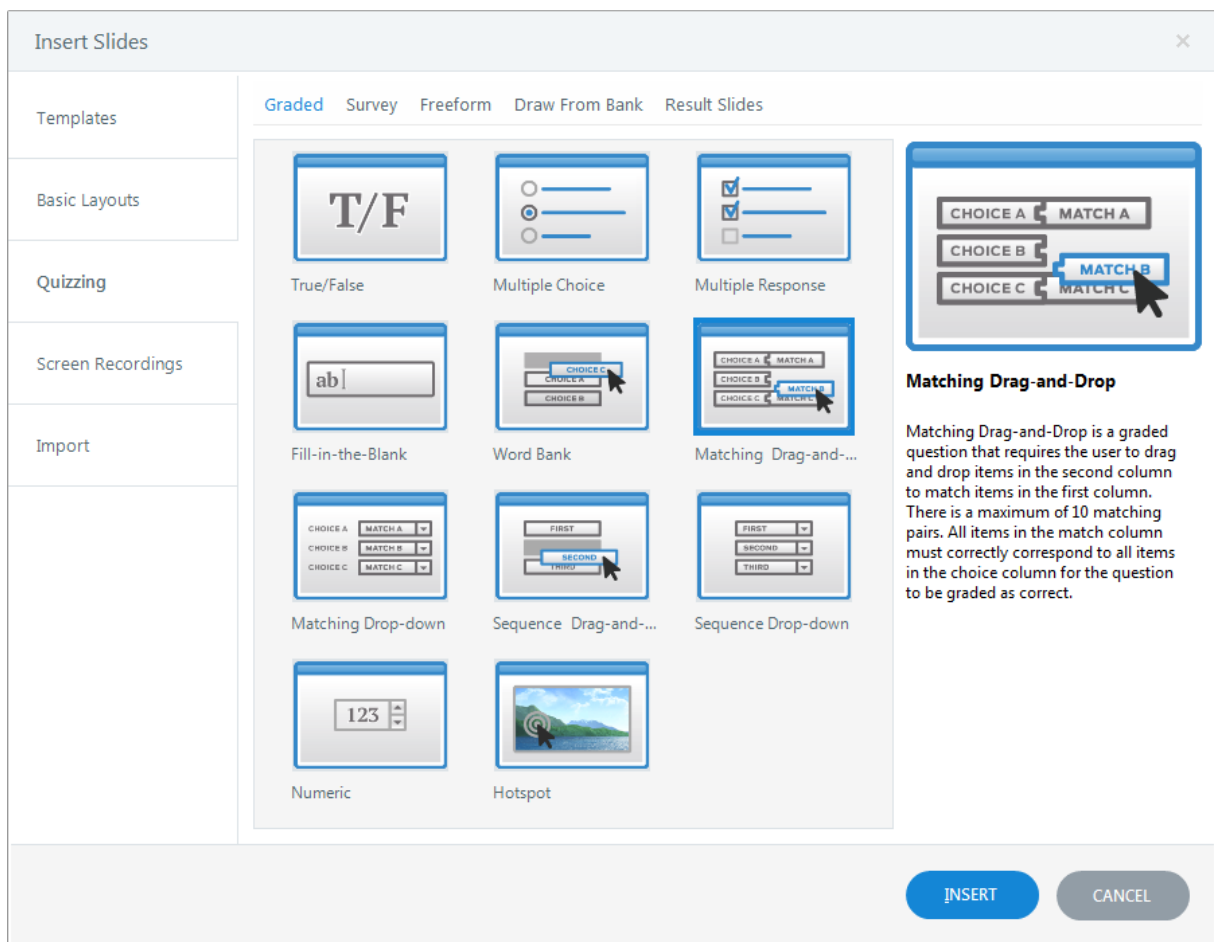 Insert Slides
×
Templates
Basic Layouts
Quizzing
Screen Recordings
Import
Graded Survey Freeform Draw From Bank Result Slides
T/F
True/False
Multiple Choice
Multiple Response
ab
Fill-in-the-Blank
CHOICE C
CHOICE A
CHOICE B
Word Bank
CHOICE A MATCH A
CHOICE B MATCH B
CHOICE C MATCH C
Matching Drag-and-...
CHOICE A MATCH A
CHOICE B MATCH B
CHOICE C MATCH C
Matching Drop-down
FIRST
SECOND
THIRD
Sequence Drag-and-...
FIRST
SECOND
THIRD
Sequence Drop-down
123
Numeric
Hotspot
CHOICE A MATCH A
CHOICE B
MATCH B
CHOICE C MATCH C
Matching Drag-and-Drop
Matching Drag-and-Drop is a graded
question that requires the user to drag
and drop items in the second column
to match items in the first column.
There is a maximum of 10 matching
pairs. All items in the match column
must correctly correspond to all items
in the choice column for the question
to be graded as correct.
INSERT
CANCEL